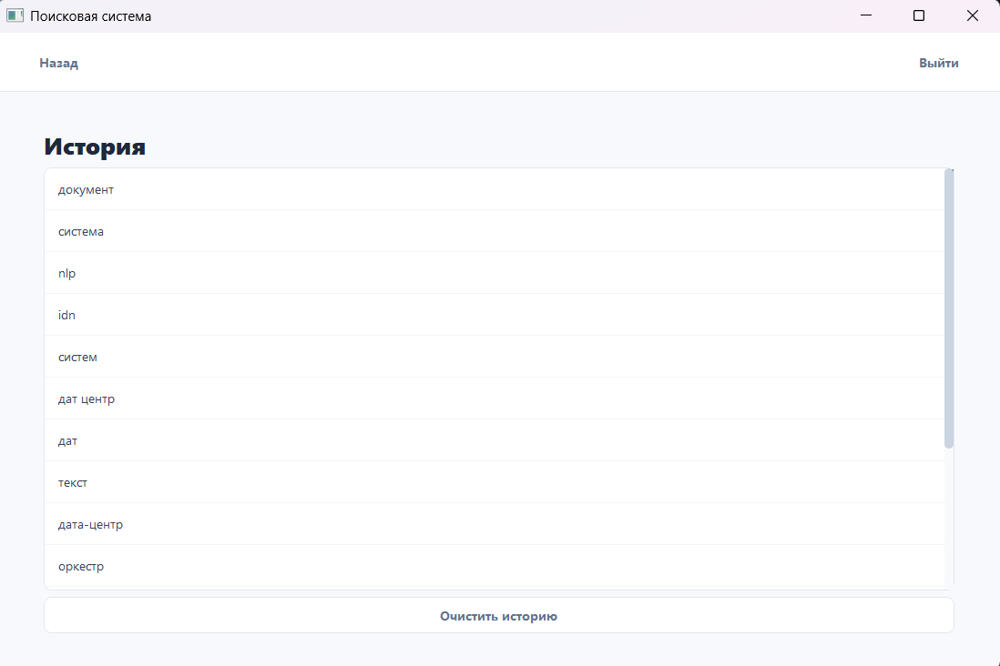 Поисковая система
Назад
Выйти
История
документ
система
nlp
idn
систем
дат центр
дат
текст
дата-центр
оркестр
Очистить историю